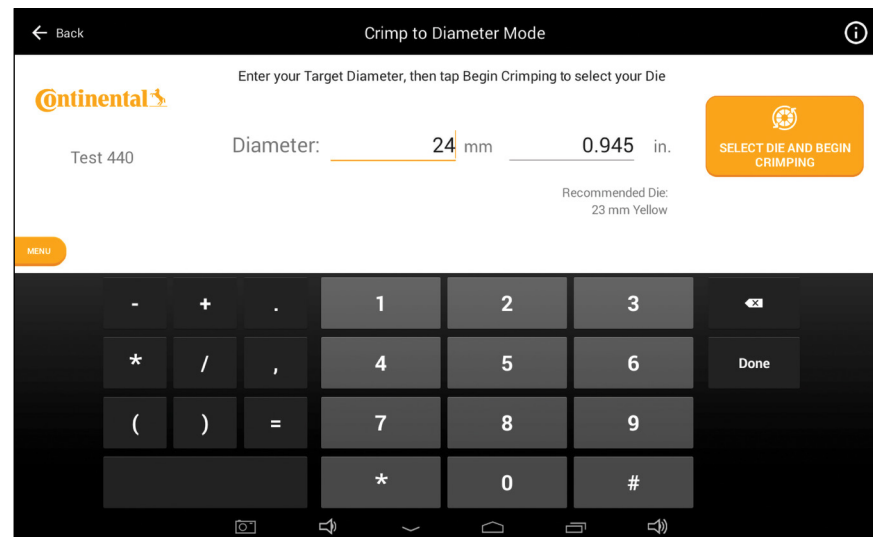 Back
Crimp to Diameter Mode
Enter your Target Diameter, then tap Begin Crimping to select your Die
Continental
Test 440
Diameter: 24 mm 0.945 in.
SELECT DIE AND BEGIN
CRIMPING
Recommended Die:
23 mm Yellow
MENU
- + . 1 2 3
* / , 4 5 6 Done
( ) = 7 8 9
* 0 #